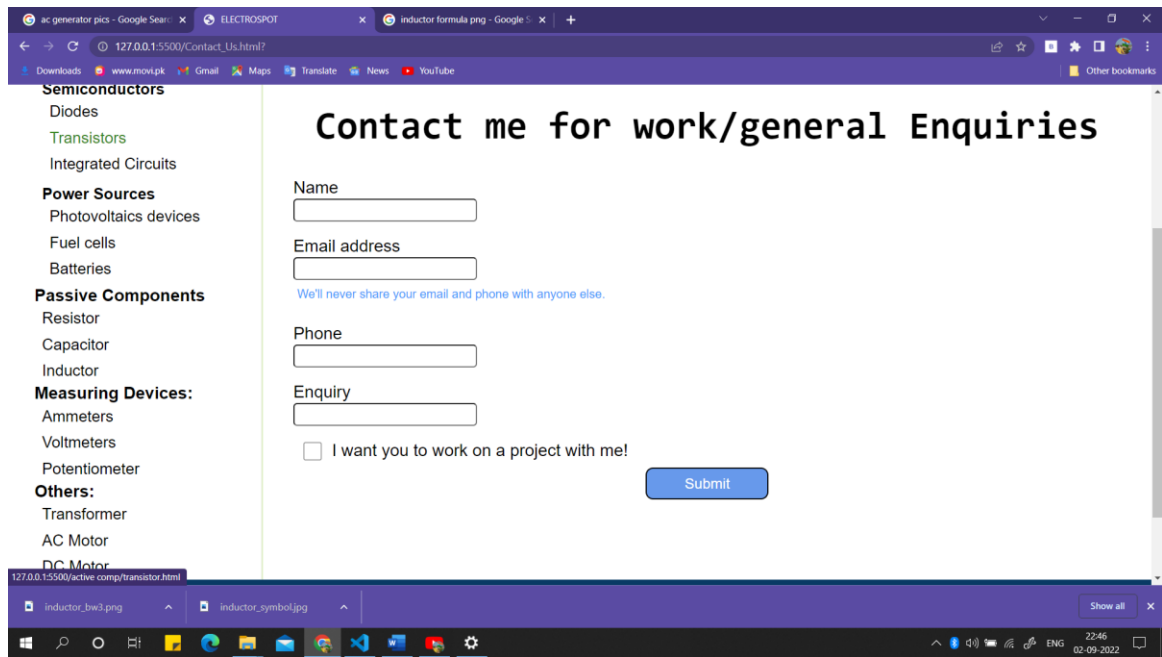 ac generator pics - Google Searc
ELECTROSPOT
inductor formula png - Google S
127.0.0.1:5500/Contact_Us.html?
Downloads
www.movi.pk
Gmail
Maps
Translate
News
YouTube
Other bookmarks
Semiconductors
Diodes
Transistors
Integrated Circuits
Power Sources
Photovoltaics devices
Fuel cells
Batteries
Passive Components
Resistor
Capacitor
Inductor
Measuring Devices:
Ammeters
Voltmeters
Potentiometer
Others:
Transformer
AC Motor
DC Motor
127.0.0.1:5500/active comp/transistor.html
Contact me for work/general Enquiries
Name
Email address
We'll never share your email and phone with anyone else.
Phone
Enquiry
I want you to work on a project with me!
Submit
inductor_bw3.png
inductor_symbol.jpg
Show all
ENG
22:46
02-09-2022